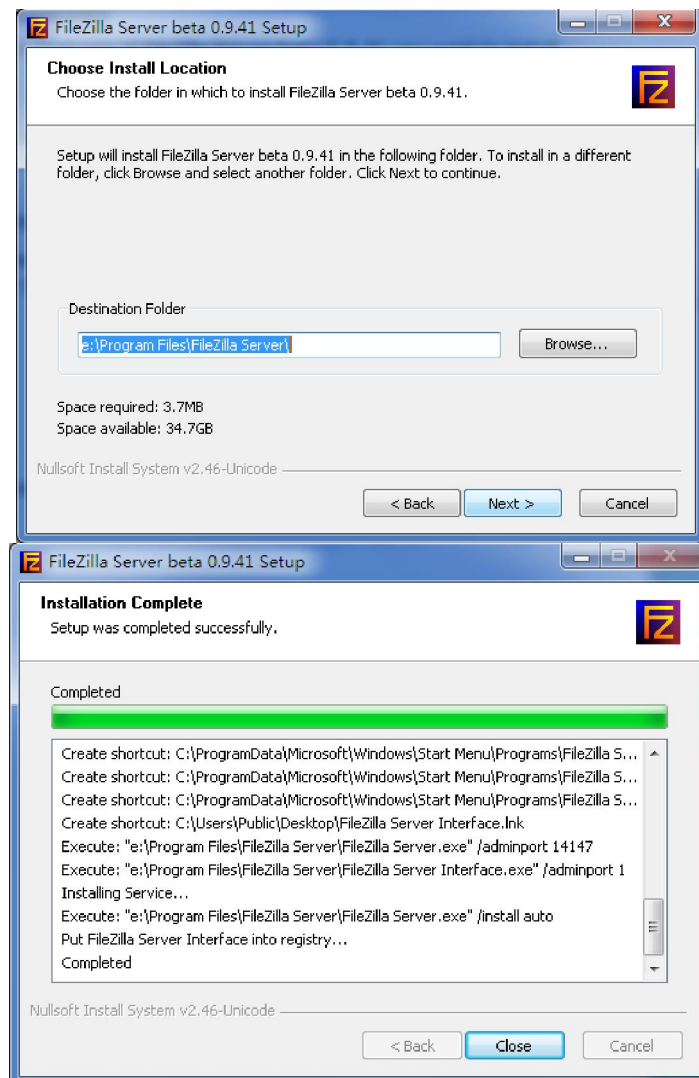 FileZilla Server beta 0.9.41 Setup
Choose Install Location
Choose the folder in which to install FileZilla Server beta 0.9.41.
Setup will install FileZilla Server beta 0.9.41 in the following folder. To install in a different
folder, click Browse and select another folder. Click Next to continue.
Destination Folder
e:\Program Files\FileZilla Server\
Browse...
Space required: 3.7MB
Space available: 34.7GB
Nullsoft Install System v2.46-Unicode
< Back
Next >
Cancel
FileZilla Server beta 0.9.41 Setup
Installation Complete
Setup was completed successfully.
Completed
Create shortcut: C:\ProgramData\Microsoft\Windows\Start Menu\Programs\FileZilla S...
Create shortcut: C:\ProgramData\Microsoft\Windows\Start Menu\Programs\FileZilla S...
Create shortcut: C:\ProgramData\Microsoft\Windows\Start Menu\Programs\FileZilla S...
Create shortcut: C:\Users\Public\Desktop\FileZilla Server Interface.lnk
Execute: "e:\Program Files\FileZilla Server\FileZilla Server.exe" /adminport 14147
Execute: "e:\Program Files\FileZilla Server\FileZilla Server Interface.exe" /adminport 1
Installing Service...
Execute: "e:\Program Files\FileZilla Server\FileZilla Server.exe" /install auto
Put FileZilla Server Interface into registry...
Completed
Nullsoft Install System v2.46-Unicode
< Back
Close
Cancel